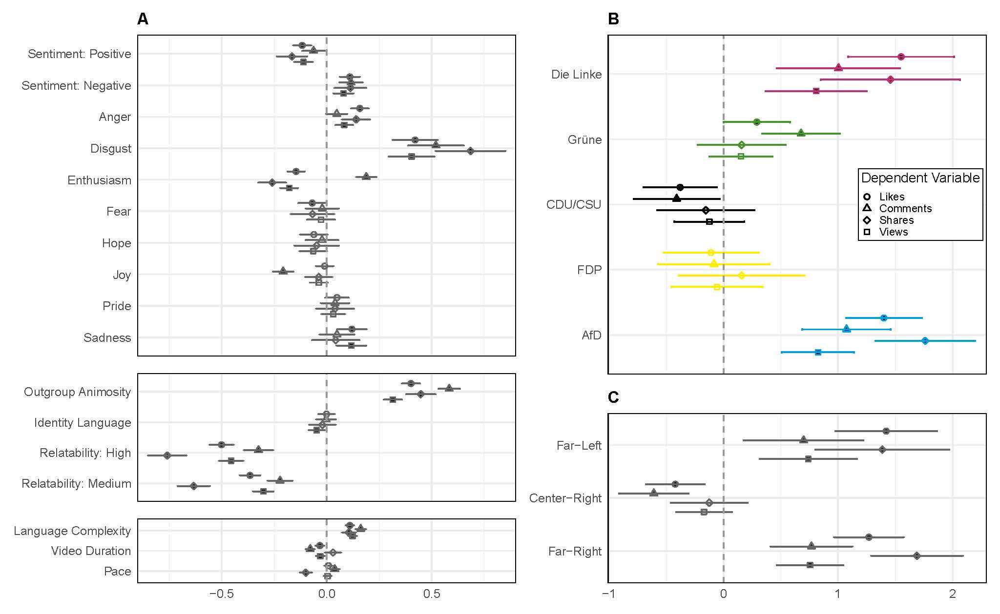 A
Sentiment: Positive
Sentiment: Negative
Anger
Disgust
Enthusiasm
Fear
Hope
Joy
Pride
Sadness
Outgroup Animosity
Identity Language
Relatability: High
Relatability: Medium
Language Complexity
Video Duration
Pace
−0.5 0.0 0.5
B
Die Linke
Grüne
CDU/CSU
FDP
AfD
Dependent Variable
Likes
Comments
Shares
Views
C
Far−Left
Center−Right
Far−Right
−1 0 1 2